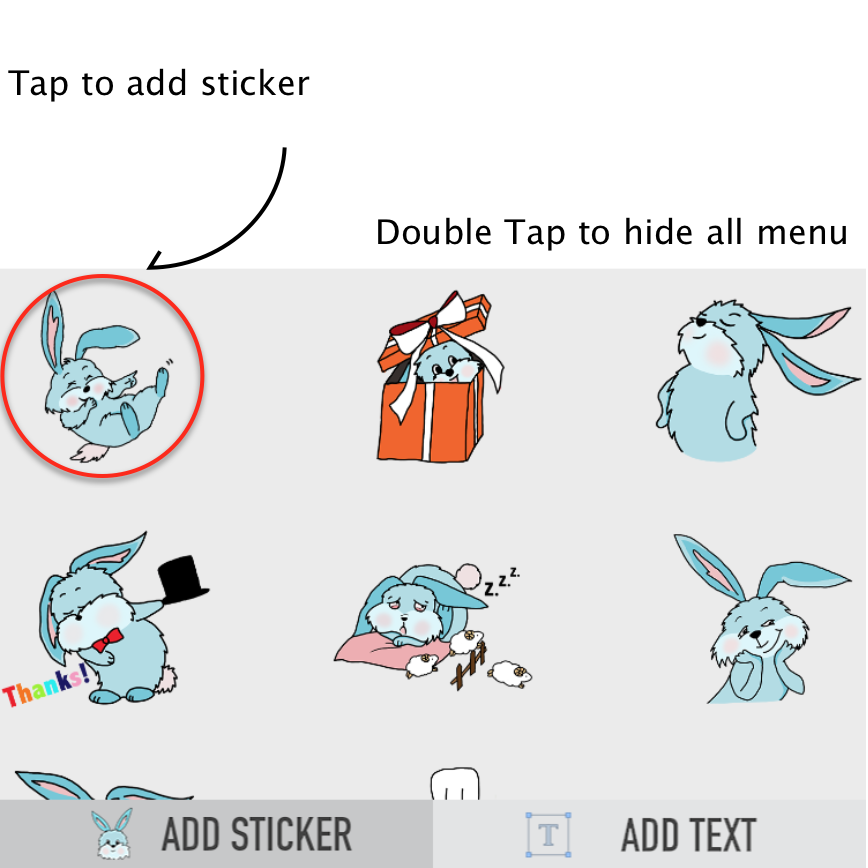 Tap to add sticker
Double Tap to hide all menu
z.z.z.
Thanks!
ADD STICKER
T
ADD TEXT